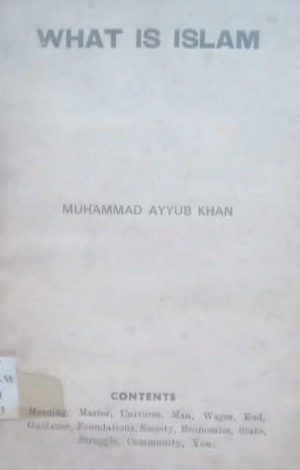 WHAT IS ISLAM
MUHAMMAD AYYUB KHAN
CONTENTS
Meaning, Master, Universe, Man, Wages, End,
Guidance, Foundations, Society, Economics, State,
Struggle, Community, You.